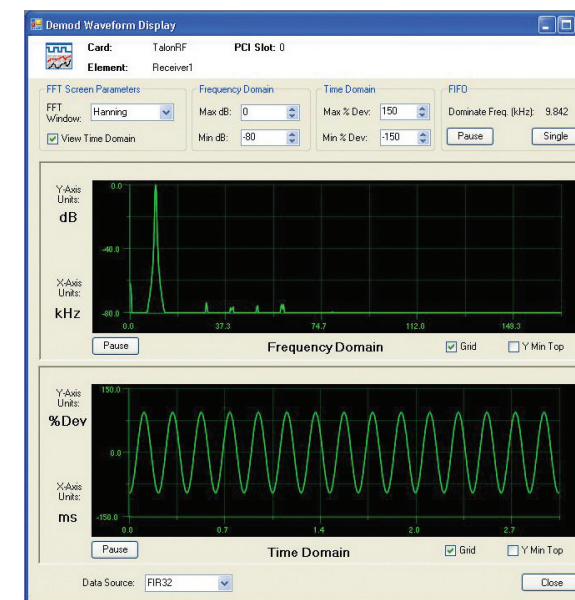 Demod Waveform Display
Card: TalonRF PCI Slot: 0
Element: Receiver1
FFT Screen Parameters Frequency Domain Time Domain FIFO
FFT Window: Hanning Max dB: 0 Max % Dev: 150 Dominate Freq. (kHz): 9.842
View Time Domain Min dB: -80 Min % Dev: -150 Pause Single
Y-Axis
Units:
dB
X-Axis
Units:
kHz
0.0
-40.0
-80.0
0.0 37.3 74.7 112.0 149.3
Pause Frequency Domain Grid Y Min Top
Y-Axis
Units:
%Dev
X-Axis
Units:
ms
150.0
0.0
-150.0
0.0 0.7 1.4 2.0 2.7
Pause Time Domain Grid Y Min Top
Data Source: FIR32 Close